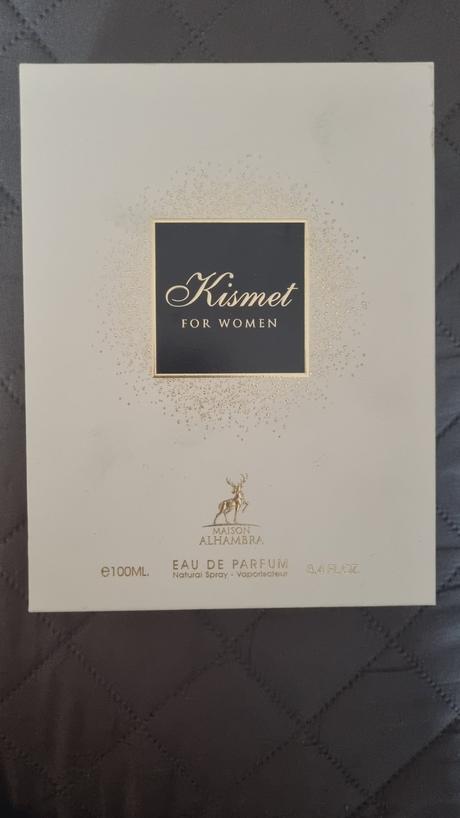 Kismet
FOR WOMEN
MAISON
ALHAMBRA
℮100ML. EAU DE PARFUM 3.4 FL.OZ.
Natural Spray - Vaporisateur